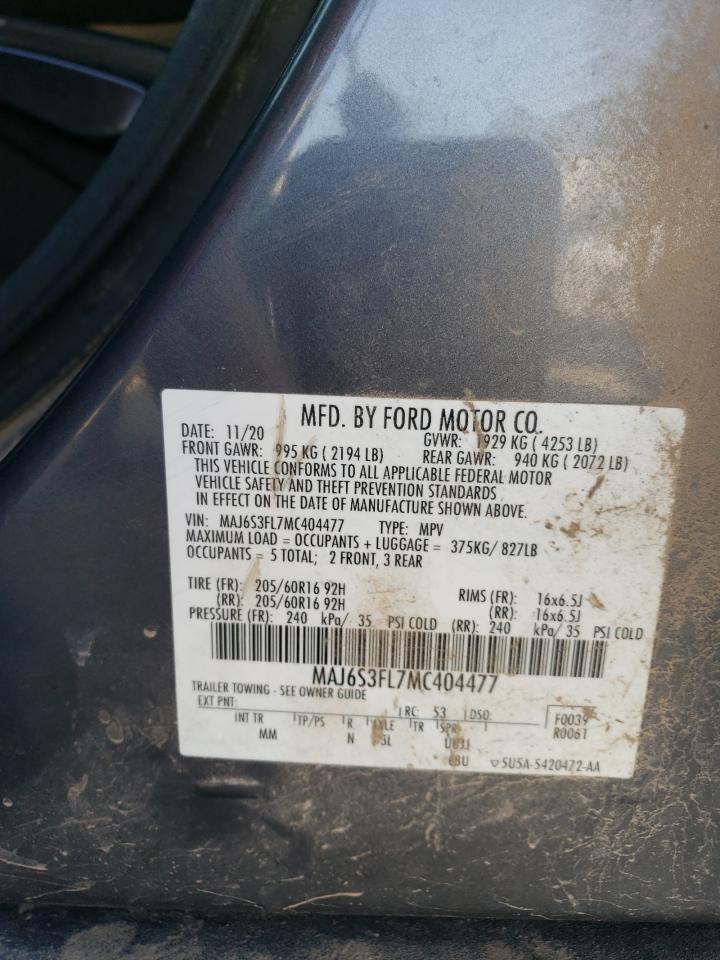 MFD. BY FORD MOTOR CO.
DATE: 11/20 GVWR: 1929 KG ( 4253 LB)
FRONT GAWR: 995 KG ( 2194 LB) REAR GAWR: 940 KG ( 2072 LB)
THIS VEHICLE CONFORMS TO ALL APPLICABLE FEDERAL MOTOR
VEHICLE SAFETY AND THEFT PREVENTION STANDARDS
IN EFFECT ON THE DATE OF MANUFACTURE SHOWN ABOVE.
VIN: MAJ6S3FL7MC404477 TYPE: MPV
MAXIMUM LOAD = OCCUPANTS + LUGGAGE = 375KG/ 827LB
OCCUPANTS = 5 TOTAL; 2 FRONT, 3 REAR
TIRE (FR): 205/60R16 92H RIMS (FR): 16x6.5J
(RR): 205/60R16 92H (RR): 16x6.5J
PRESSURE (FR): 240 kPa/ 35 PSI COLD (RR): 240 kPa/ 35 PSI COLD
MAJ6S3FL7MC404477
TRAILER TOWING - SEE OWNER GUIDE
EXT PNT: RC: 53 DSO: F0039
INT TR TP/PS R AXLE TR SPR R0061
MM N 3L
SU5A-5420472-AA